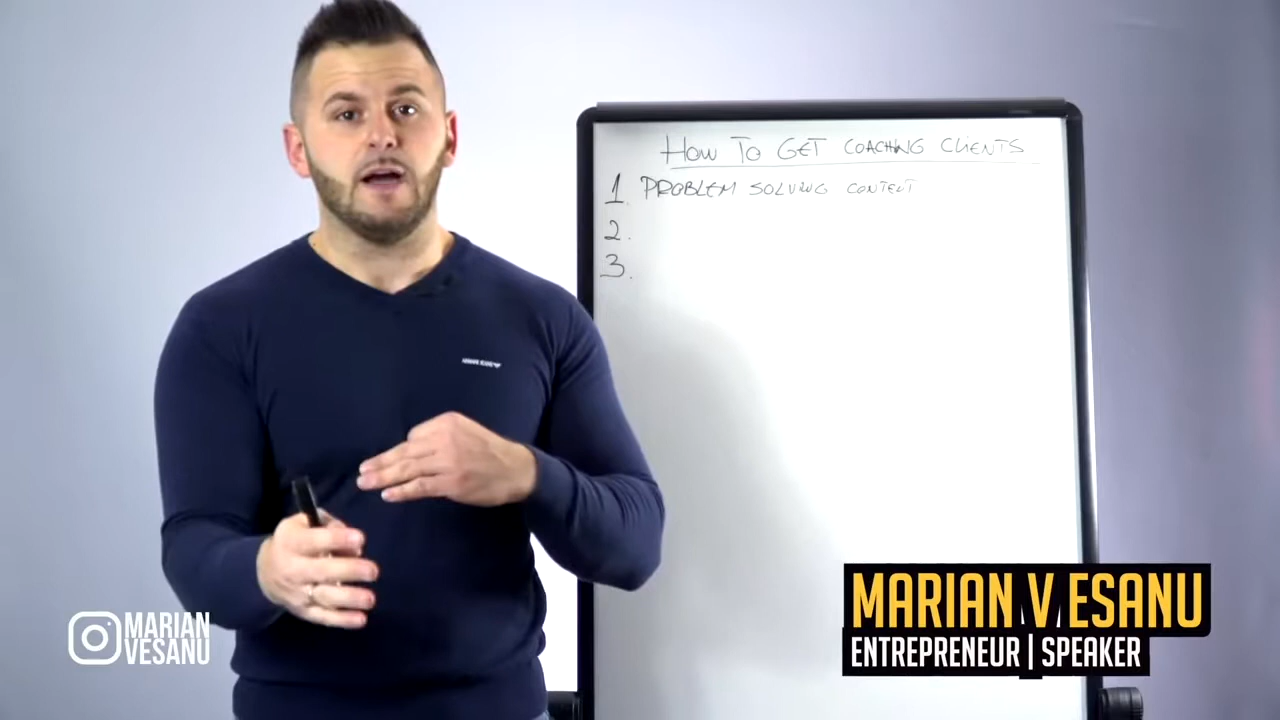 How To GET COACHING CLIENTS
1. PROBLEM SOLVING CONTENT
2.
3.
MARIAN VESANU
ENTREPRENEUR | SPEAKER
MARIAN
VESANU